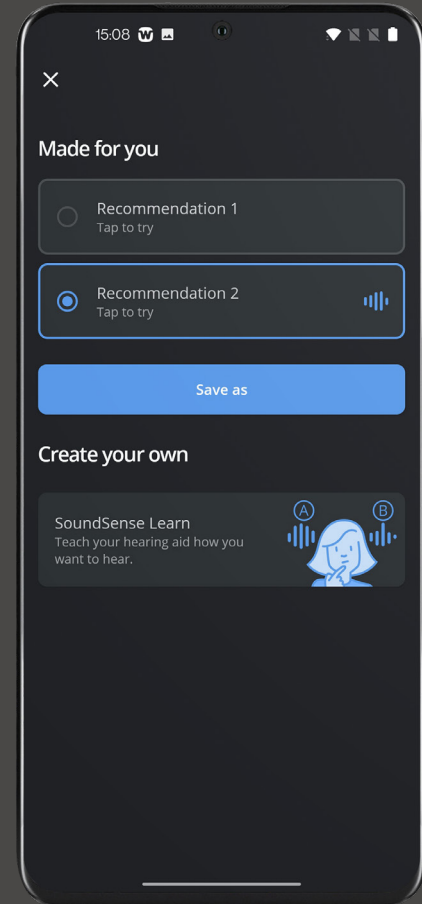 15:08
Made for you
Recommendation 1
Tap to try
Recommendation 2
Tap to try
Save as
Create your own
SoundSense Learn
Teach your hearing aid how you
want to hear.
A B